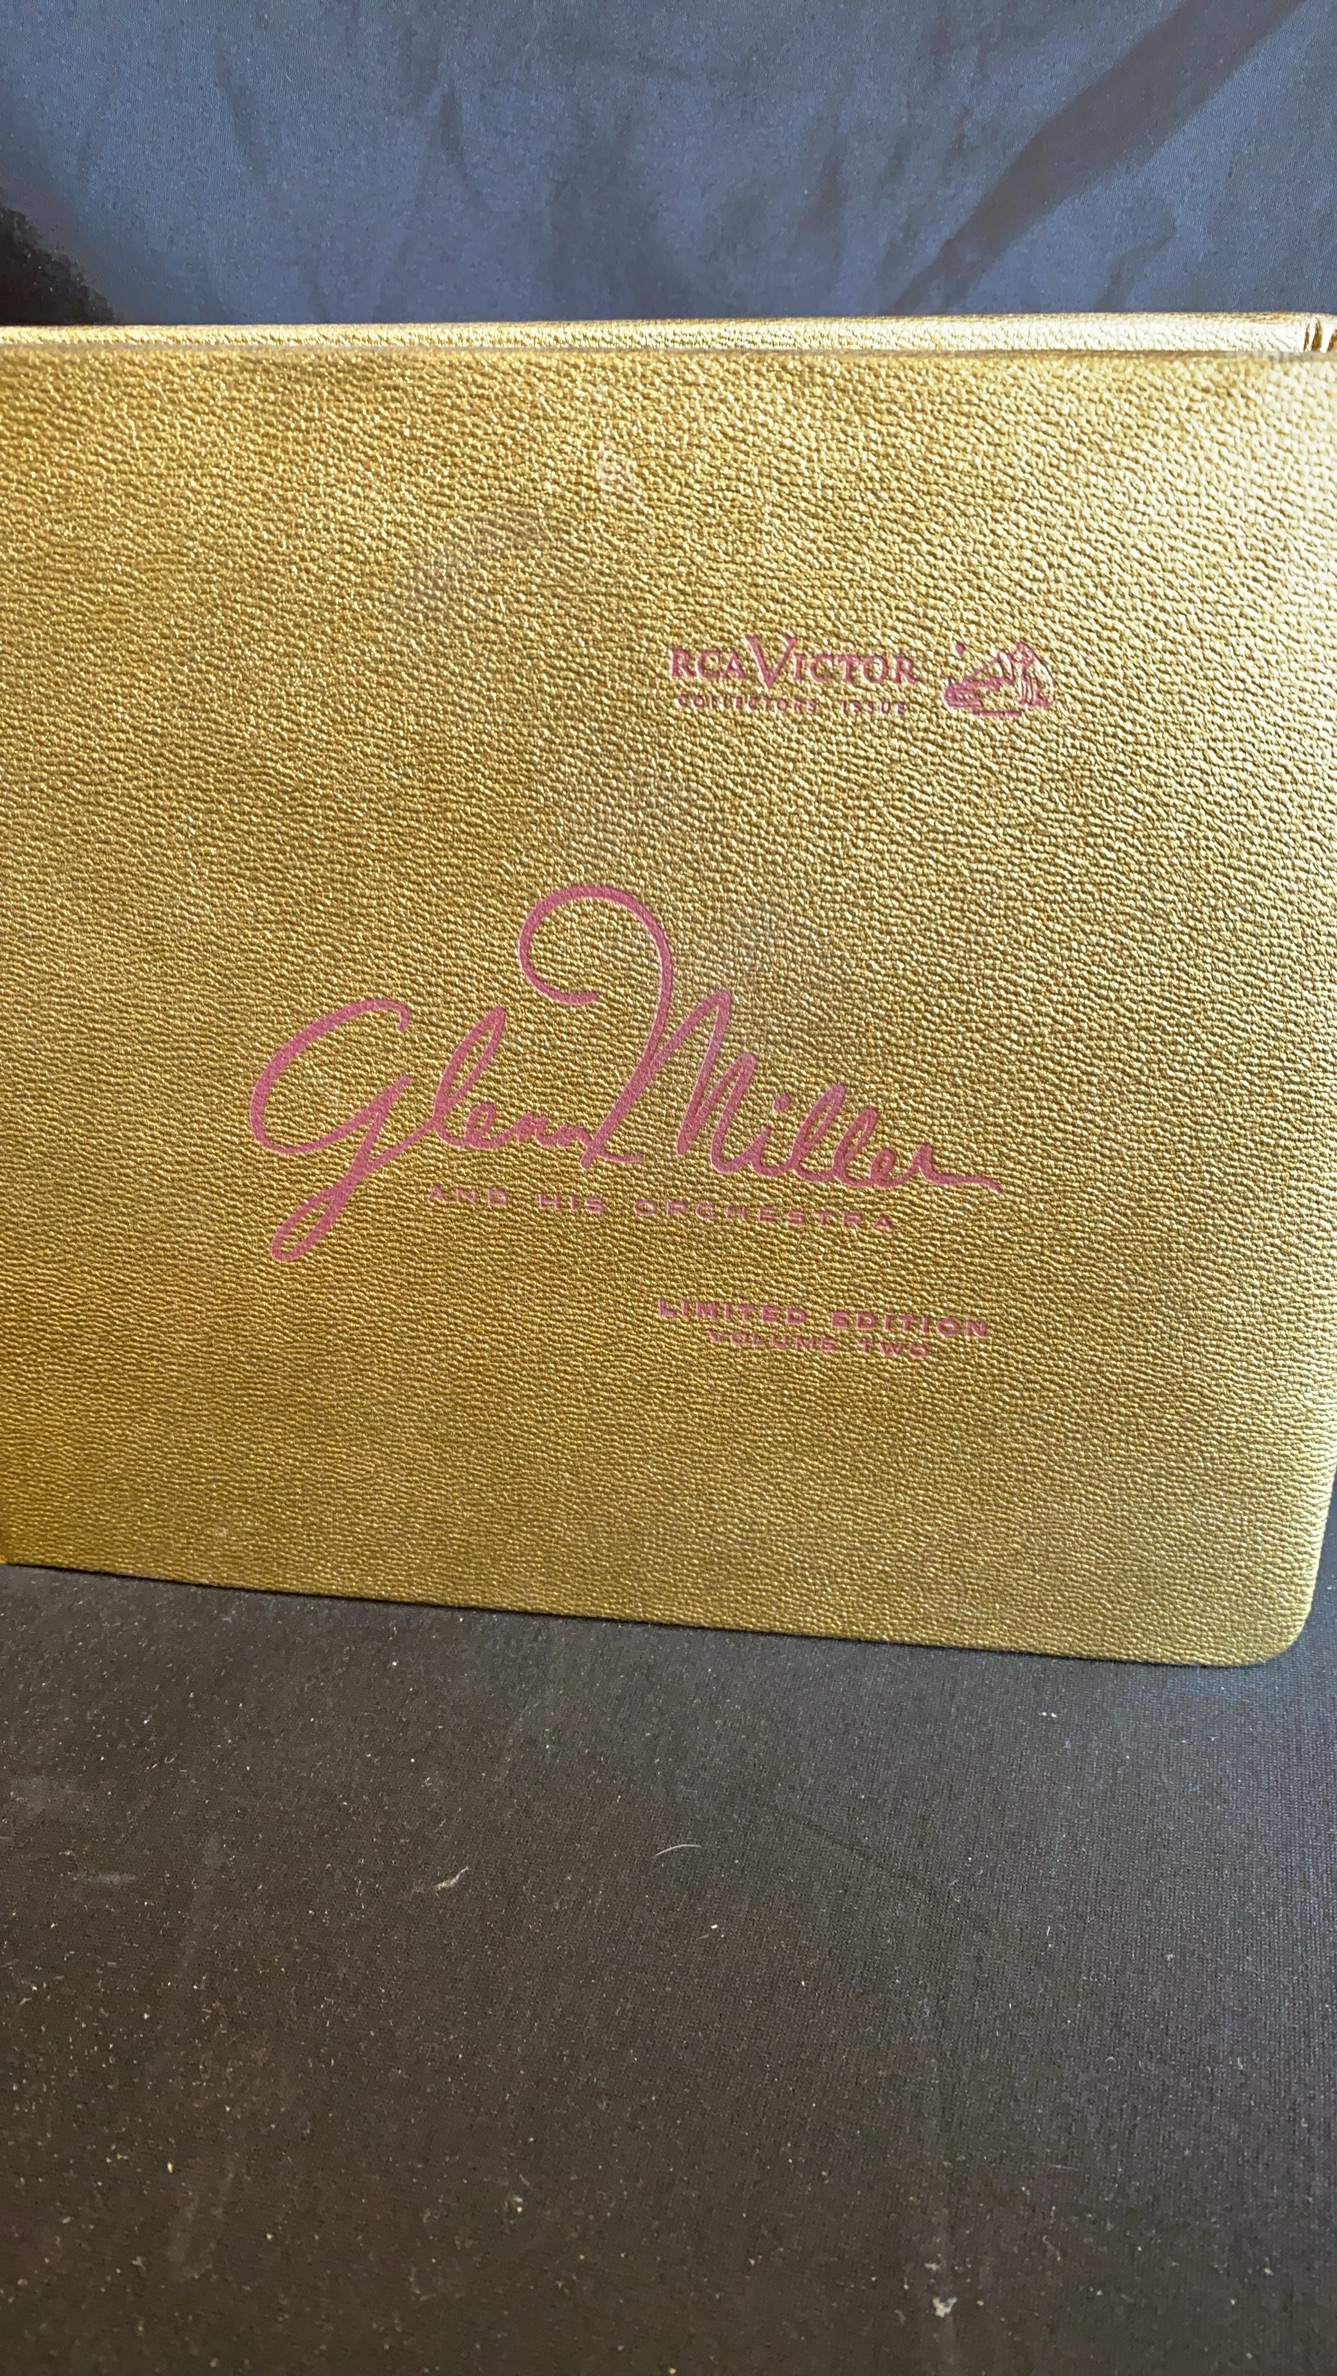 RCA VICTOR
COLLECTORS ISSUE
Glenn Miller
AND HIS ORCHESTRA
LIMITED EDITION
VOLUME TWO